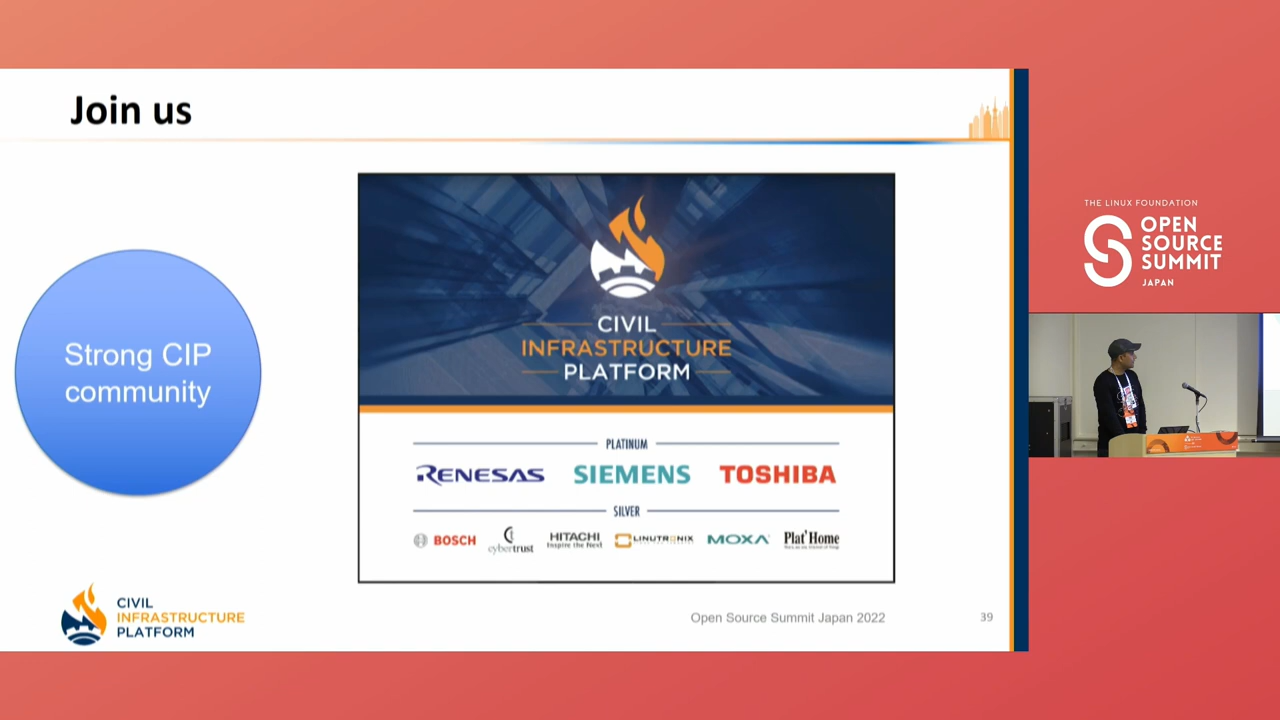 Join us
Strong CIP
community
CIVIL
INFRASTRUCTURE
PLATFORM
PLATINUM
RENESAS SIEMENS TOSHIBA
SILVER
BOSCH cybertrust HITACHI Inspire the Next LINUTRONIX MOXA Plat'Home
CIVIL
INFRASTRUCTURE
PLATFORM
Open Source Summit Japan 2022
39
THE LINUX FOUNDATION
OPEN
SOURCE
SUMMIT
JAPAN